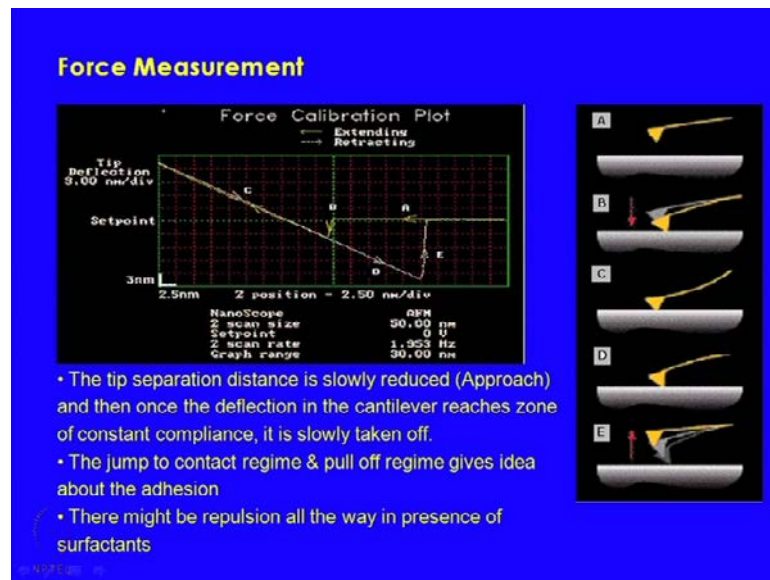 Force Measurement
Force Calibration Plot
Extending
Retracting
Tip
Deflection
3.00 nm/div
Setpoint
A
B
C
D
E
3nm
2.5nm
Z position - 2.50 nm/div
NanoScope AFM
Z scan size 50.00 nm
Setpoint 0 V
Z scan rate 1.953 Hz
Graph range 30.00 nm
A
B
C
D
E
• The tip separation distance is slowly reduced (Approach)
and then once the deflection in the cantilever reaches zone
of constant compliance, it is slowly taken off.
• The jump to contact regime & pull off regime gives idea
about the adhesion
• There might be repulsion all the way in presence of
surfactants